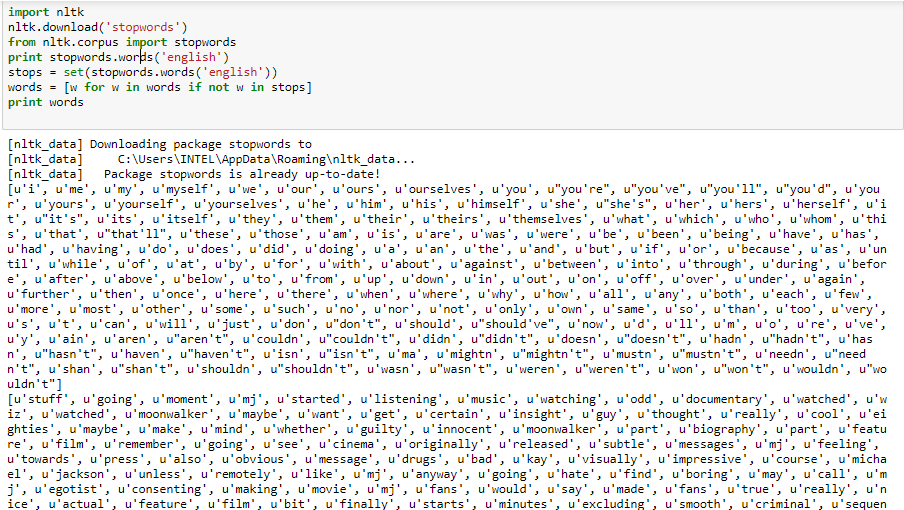 import nltk
nltk.download('stopwords')
from nltk.corpus import stopwords
print stopwords.words('english')
stops = set(stopwords.words('english'))
words = [w for w in words if not w in stops]
print words
[nltk_data] Downloading package stopwords to
[nltk_data]     C:\Users\INTEL\AppData\Roaming\nltk_data...
[nltk_data]   Package stopwords is already up-to-date!
[u'i', u'me', u'my', u'myself', u'we', u'our', u'ours', u'ourselves', u'you', u"you're", u"you've", u"you'll", u"you'd", u'you
r', u'yours', u'yourself', u'yourselves', u'he', u'him', u'his', u'himself', u'she', u"she's", u'her', u'hers', u'herself', u'i
t', u"it's", u'its', u'itself', u'they', u'them', u'their', u'theirs', u'themselves', u'what', u'which', u'who', u'whom', u'thi
s', u'that', u"that'll", u'these', u'those', u'am', u'is', u'are', u'was', u'were', u'be', u'been', u'being', u'have', u'has',
u'had', u'having', u'do', u'does', u'did', u'doing', u'a', u'an', u'the', u'and', u'but', u'if', u'or', u'because', u'as', u'un
til', u'while', u'of', u'at', u'by', u'for', u'with', u'about', u'against', u'between', u'into', u'through', u'during', u'befor
e', u'after', u'above', u'below', u'to', u'from', u'up', u'down', u'in', u'out', u'on', u'off', u'over', u'under', u'again',
u'further', u'then', u'once', u'here', u'there', u'when', u'where', u'why', u'how', u'all', u'any', u'both', u'each', u'few',
u'more', u'most', u'other', u'some', u'such', u'no', u'nor', u'not', u'only', u'own', u'same', u'so', u'than', u'too', u'very',
u's', u't', u'can', u'will', u'just', u'don', u"don't", u'should', u"should've", u'now', u'd', u'll', u'm', u'o', u're', u've',
u'y', u'ain', u'aren', u"aren't", u'couldn', u"couldn't", u'didn', u"didn't", u'doesn', u"doesn't", u'hadn', u"hadn't", u'has
n', u"hasn't", u'haven', u"haven't", u'isn', u"isn't", u'ma', u'mightn', u"mightn't", u'mustn', u"mustn't", u'needn', u"need
n't", u'shan', u"shan't", u'shouldn', u"shouldn't", u'wasn', u"wasn't", u'weren', u"weren't", u'won', u"won't", u'wouldn', u"wo
uldn't"]
[u'stuff', u'going', u'moment', u'mj', u'started', u'listening', u'music', u'watching', u'odd', u'documentary', u'watched', u'w
iz', u'watched', u'moonwalker', u'maybe', u'want', u'get', u'certain', u'insight', u'guy', u'thought', u'really', u'cool', u'ei
ghties', u'maybe', u'make', u'mind', u'whether', u'guilty', u'innocent', u'moonwalker', u'part', u'biography', u'part', u'featu
re', u'film', u'remember', u'going', u'see', u'cinema', u'originally', u'released', u'subtle', u'messages', u'mj', u'feeling',
u'towards', u'press', u'also', u'obvious', u'message', u'drugs', u'bad', u'kay', u'visually', u'impressive', u'course', u'micha
el', u'jackson', u'unless', u'remotely', u'like', u'mj', u'anyway', u'going', u'hate', u'find', u'boring', u'may', u'call', u'm
j', u'egotist', u'consenting', u'making', u'movie', u'mj', u'fans', u'would', u'say', u'made', u'fans', u'true', u'really', u'n
ice', u'actual', u'feature', u'film', u'bit', u'finally', u'starts', u'minutes', u'excluding', u'smooth', u'criminal', u'sequen